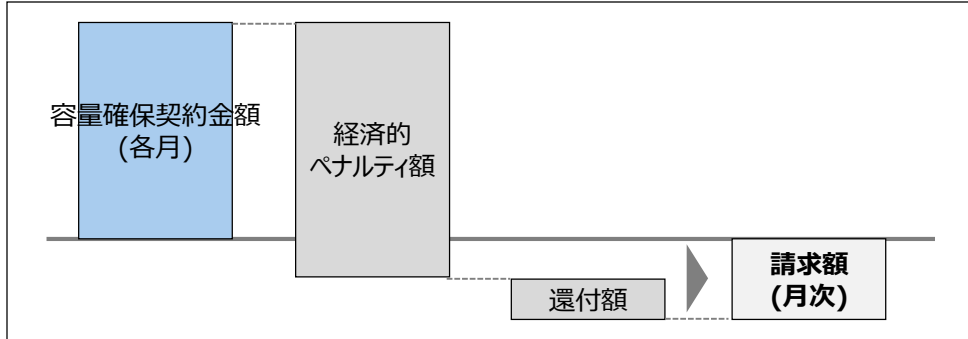 容量確保契約金額
(各月)
経済的
ペナルティ額
還付額
請求額
(月次)